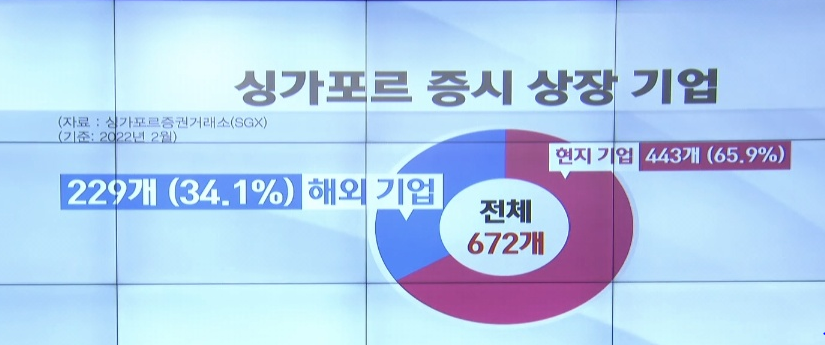 싱가포르 증시 상장 기업
(자료 : 싱가포르증권거래소(SGX)
(기준: 2022년 2월)
현지 기업 443개 (65.9%)
229개 (34.1%) 해외 기업
전체
672개